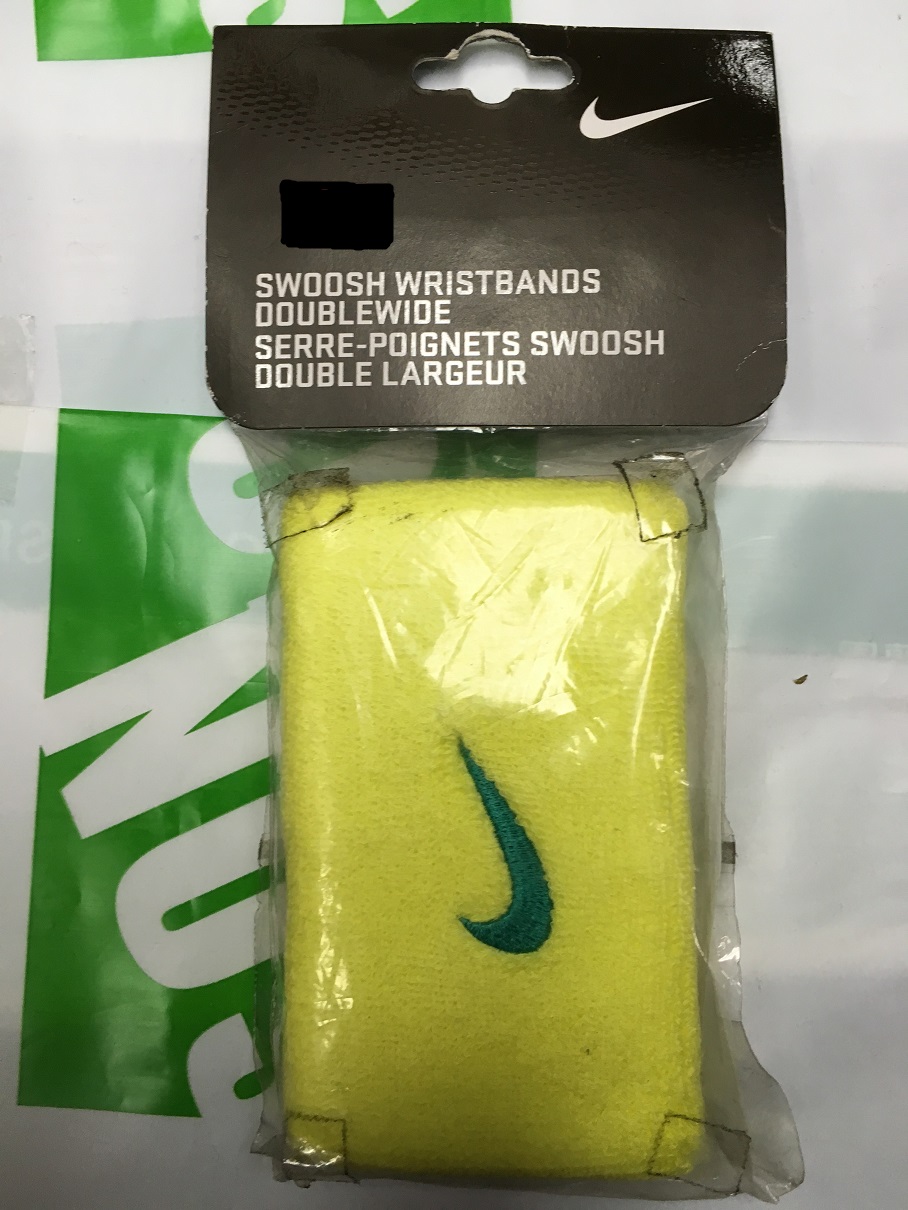 SWOOSH WRISTBANDS
DOUBLEWIDE
SERRE-POIGNETS SWOOSH
DOUBLE LARGEUR